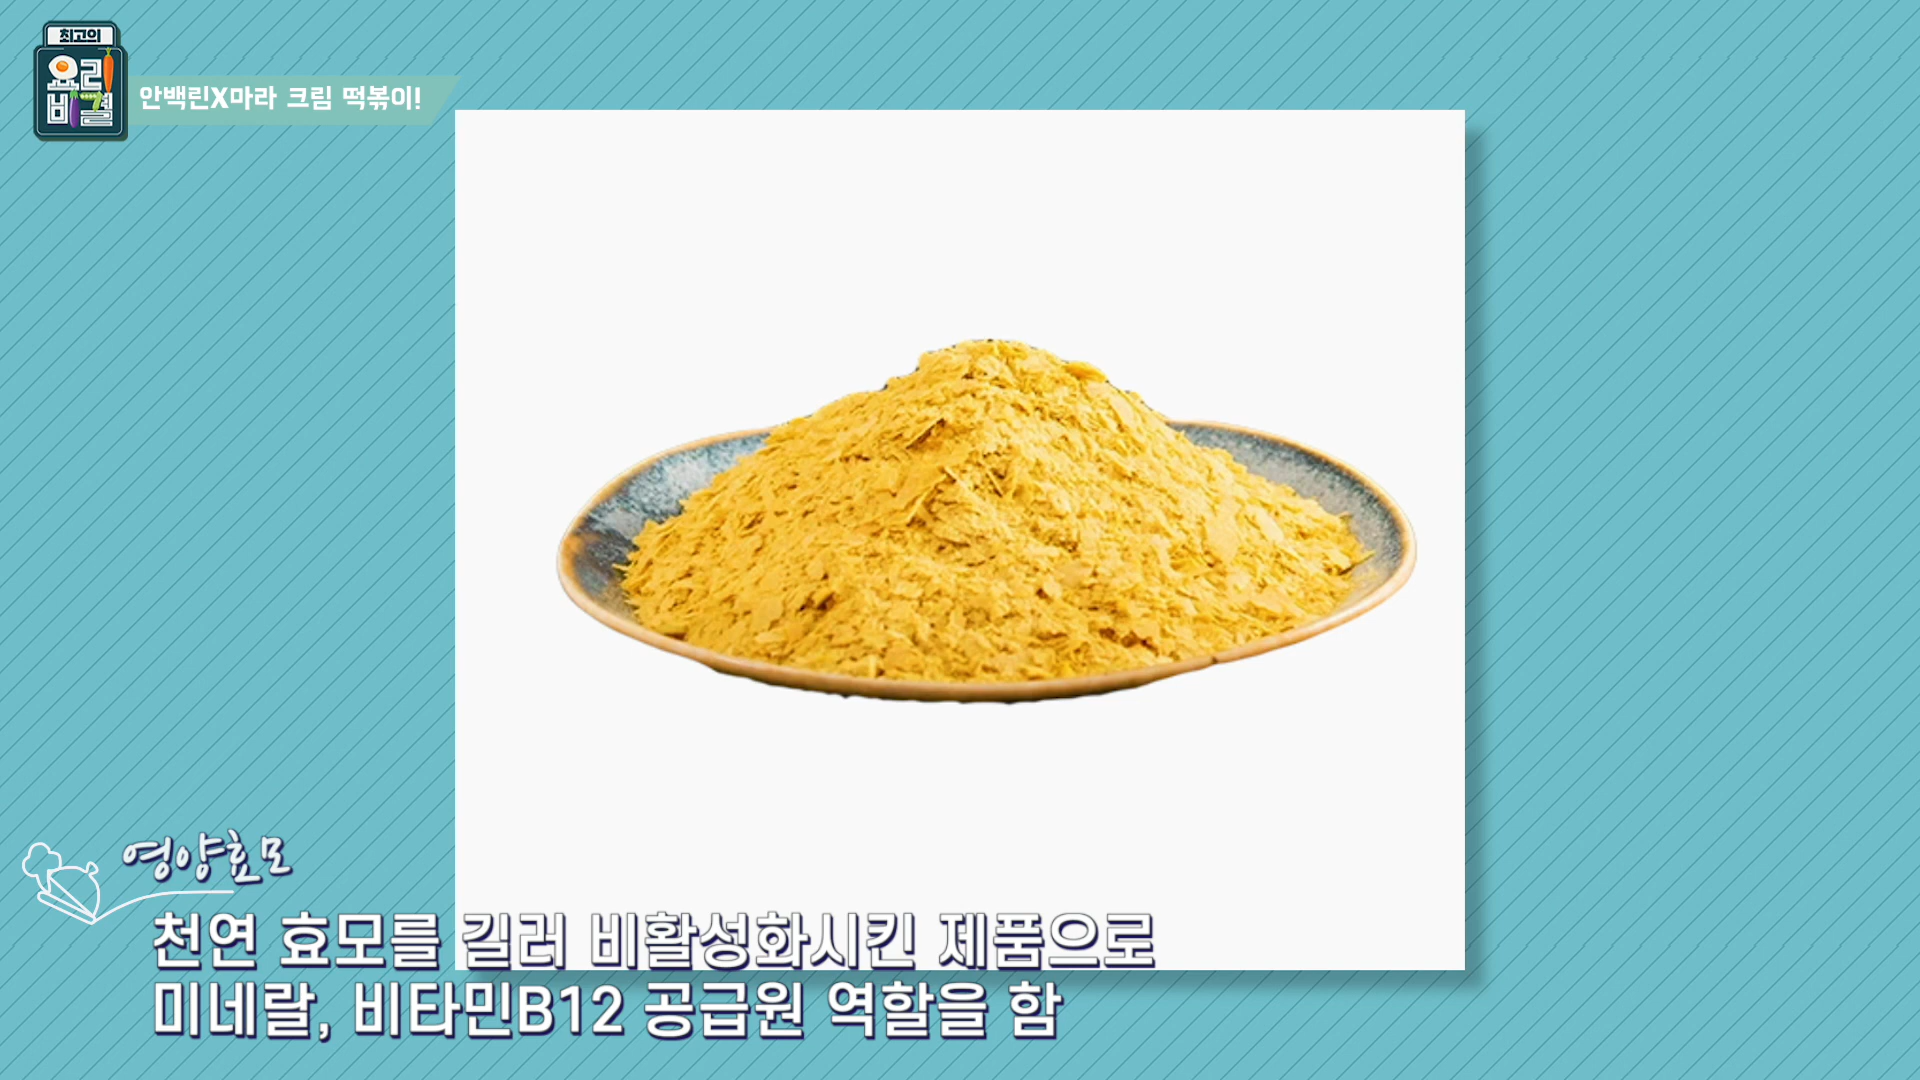 최고의
요리
비결
안백린X마라 크림 떡볶이!
영양효모
천연 효모를 길러 비활성화시킨 제품으로
미네랄, 비타민B12 공급원 역할을 함